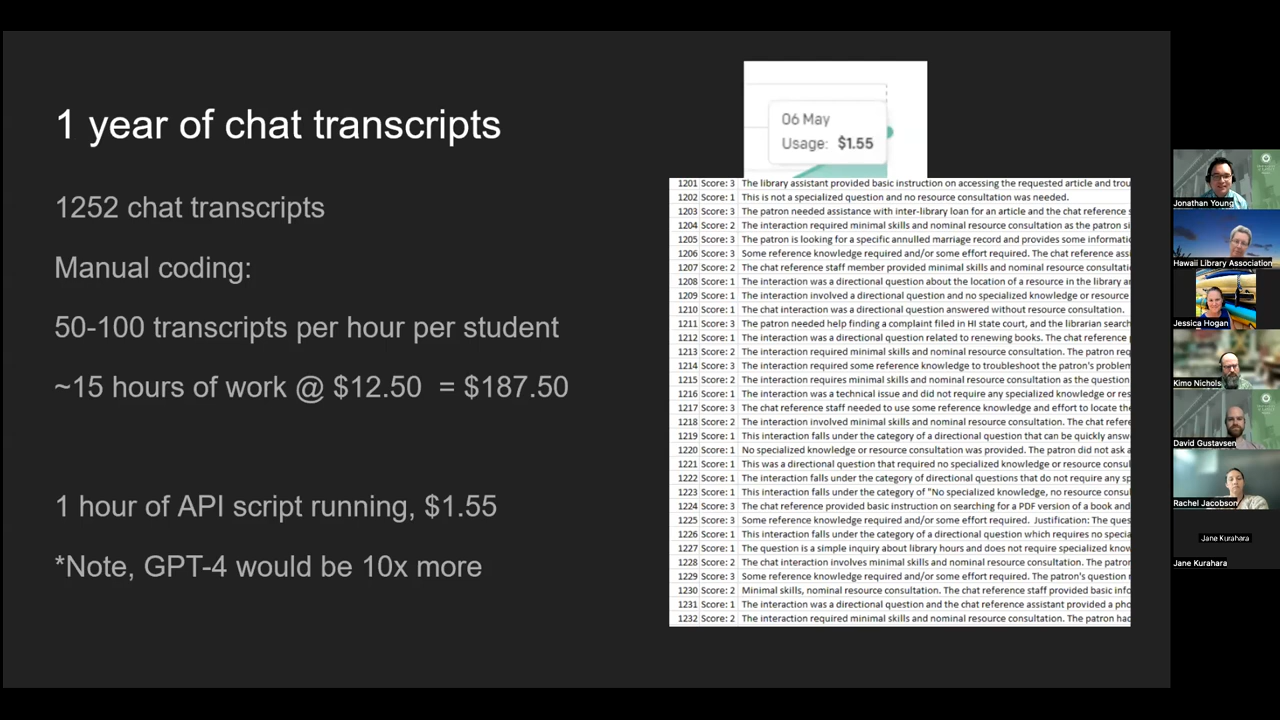 1 year of chat transcripts
1252 chat transcripts
Manual coding:
50-100 transcripts per hour per student
~15 hours of work @ $12.50 = $187.50
1 hour of API script running, $1.55
*Note, GPT-4 would be 10x more
06 May
Usage: $1.55
1201 Score: 3 The library assistant provided basic instruction on accessing the requested article and trou
1202 Score: 1 This is not a specialized question and no resource consultation was needed.
1203 Score: 3 The patron needed assistance with inter-library loan for an article and the chat reference s
1204 Score: 2 The interaction required minimal skills and nominal resource consultation as the patron si
1205 Score: 3 The patron is looking for a specific annulled marriage record and provides some informati
1206 Score: 3 Some reference knowledge required and/or some effort required. The chat reference ass
1207 Score: 2 The chat reference staff member provided minimal skills and nominal resource consultati
1208 Score: 1 The interaction was a directional question about the location of a resource in the library a
1209 Score: 1 The interaction involved a directional question and no specialized knowledge or resource
1210 Score: 1 The chat interaction was a directional question answered without resource consultation.
1211 Score: 3 The patron needed help finding a complaint filed in HI state court, and the librarian search
1212 Score: 1 The interaction was a directional question related to renewing books. The chat reference
1213 Score: 2 The interaction required minimal skills and nominal resource consultation. The patron req
1214 Score: 3 The interaction required some reference knowledge to troubleshoot the patron's problem
1215 Score: 2 The interaction requires minimal skills and nominal resource consultation as the question
1216 Score: 1 The interaction was a technical issue and did not require any specialized knowledge or res
1217 Score: 3 The chat reference staff needed to use some reference knowledge and effort to locate the
1218 Score: 2 The interaction involved minimal skills and nominal resource consultation. The chat refer
1219 Score: 1 This interaction falls under the category of a directional question that can be quickly answ
1220 Score: 1 No specialized knowledge or resource consultation was provided. The patron did not ask a
1221 Score: 1 This was a directional question that required no specialized knowledge or resource consul
1222 Score: 1 The interaction falls under the category of directional questions that do not require any sp
1223 Score: 1 This interaction falls under the category of "No specialized knowledge, no resource consu
1224 Score: 3 The chat reference provided basic instruction on searching for a PDF version of a book and
1225 Score: 3 Some reference knowledge required and/or some effort required. Justification: The ques
1226 Score: 1 This interaction falls under the category of a directional question which requires no specia
1227 Score: 1 The question is a simple inquiry about library hours and does not require specialized know
1228 Score: 2 The chat interaction involves minimal skills and nominal resource consultation. The patron
1229 Score: 3 Some reference knowledge required and/or some effort required. The patron's question
1230 Score: 2 Minimal skills, nominal resource consultation. The chat reference staff provided basic info
1231 Score: 1 The interaction was a directional question and the chat reference assistant provided a pho
1232 Score: 2 The interaction required minimal skills and nominal resource consultation. The patron had
Jonathan Young
Hawaii Library Association
Jessica Hogan
Kimo Nichols
David Gustavsen
Rachel Jacobson
Jane Kurahara
Jane Kurahara